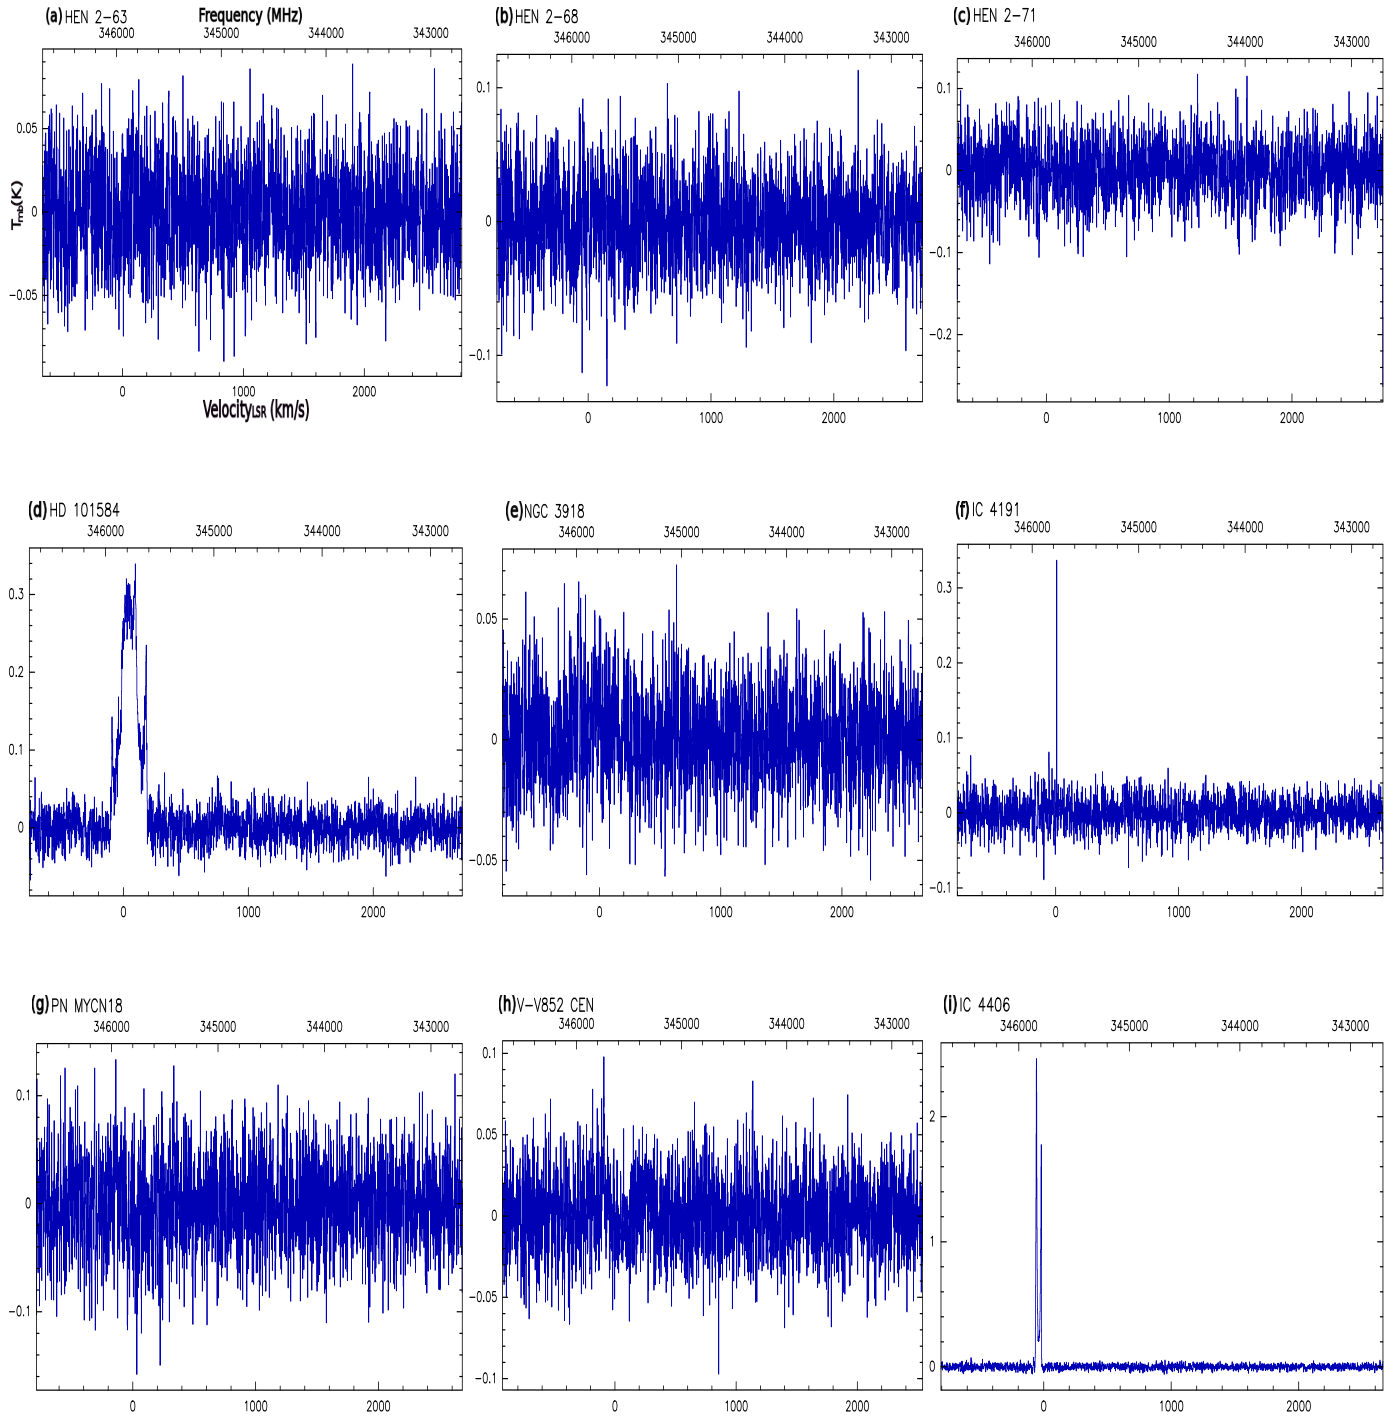 (a) HEN 2-63 Frequency (MHz)
346000 345000 344000 343000
0.05
0
-0.05
Tmb(K)
0 1000 2000
VelocityLSR (km/s)
(b) HEN 2-68
346000 345000 344000 343000
0.1
0
-0.1
0 1000 2000
(c) HEN 2-71
346000 345000 344000 343000
0.1
0
-0.1
-0.2
0 1000 2000
(d) HD 101584
346000 345000 344000 343000
0.3
0.2
0.1
0
0 1000 2000
(e) NGC 3918
346000 345000 344000 343000
0.05
0
-0.05
0 1000 2000
(f) IC 4191
346000 345000 344000 343000
0.3
0.2
0.1
0
-0.1
0 1000 2000
(g) PN MYCN18
346000 345000 344000 343000
0.1
0
-0.1
0 1000 2000
(h) V-V852 CEN
346000 345000 344000 343000
0.1
0.05
0
-0.05
-0.1
0 1000 2000
(i) IC 4406
346000 345000 344000 343000
2
1
0
0 1000 2000